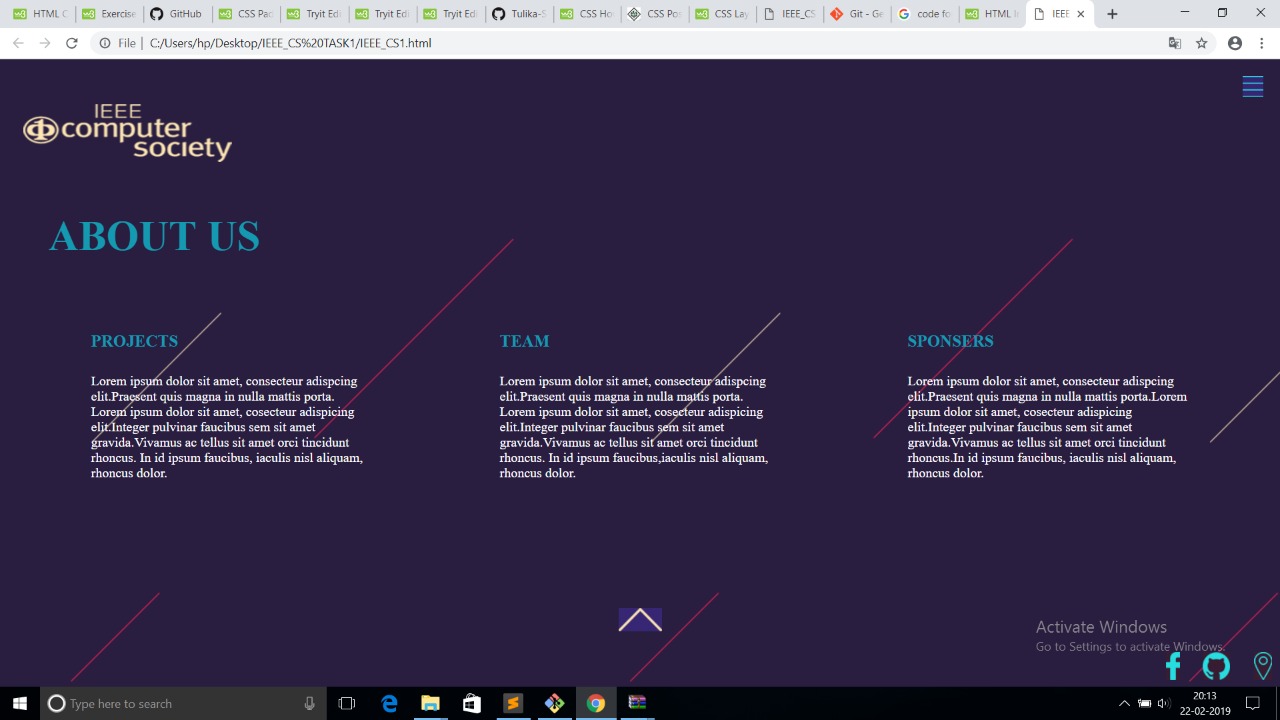 HTML C
Exercise
GitHub
CSS Pac
Tryit Edi
Tryit Edi
Tryit Edi
Tulika-S
CSS Hov
CSS Pos
CSS Lay
IEEE_CS
Git - Ge
code fo
HTML I
IEEE
File | C:/Users/hp/Desktop/IEEE_CS%20TASK1/IEEE_CS1.html
IEEE
computer
society
ABOUT US
PROJECTS
Lorem ipsum dolor sit amet, consecteur adispcing
elit.Praesent quis magna in nulla mattis porta.
Lorem ipsum dolor sit amet, cosecteur adispicing
elit.Integer pulvinar faucibus sem sit amet
gravida.Vivamus ac tellus sit amet orci tincidunt
rhoncus. In id ipsum faucibus, iaculis nisl aliquam,
rhoncus dolor.
TEAM
Lorem ipsum dolor sit amet, consecteur adispcing
elit.Praesent quis magna in nulla mattis porta.
Lorem ipsum dolor sit amet, cosecteur adispicing
elit.Integer pulvinar faucibus sem sit amet
gravida.Vivamus ac tellus sit amet orci tincidunt
rhoncus. In id ipsum faucibus,iaculis nisl aliquam,
rhoncus dolor.
SPONSERS
Lorem ipsum dolor sit amet, consecteur adispcing
elit.Praesent quis magna in nulla mattis porta.Lorem
ipsum dolor sit amet, cosecteur adispicing
elit.Integer pulvinar faucibus sem sit amet
gravida.Vivamus ac tellus sit amet orci tincidunt
rhoncus.In id ipsum faucibus, iaculis nisl aliquam,
rhoncus dolor.
Activate Windows
Go to Settings to activate Windows.
Type here to search
20:13
22-02-2019